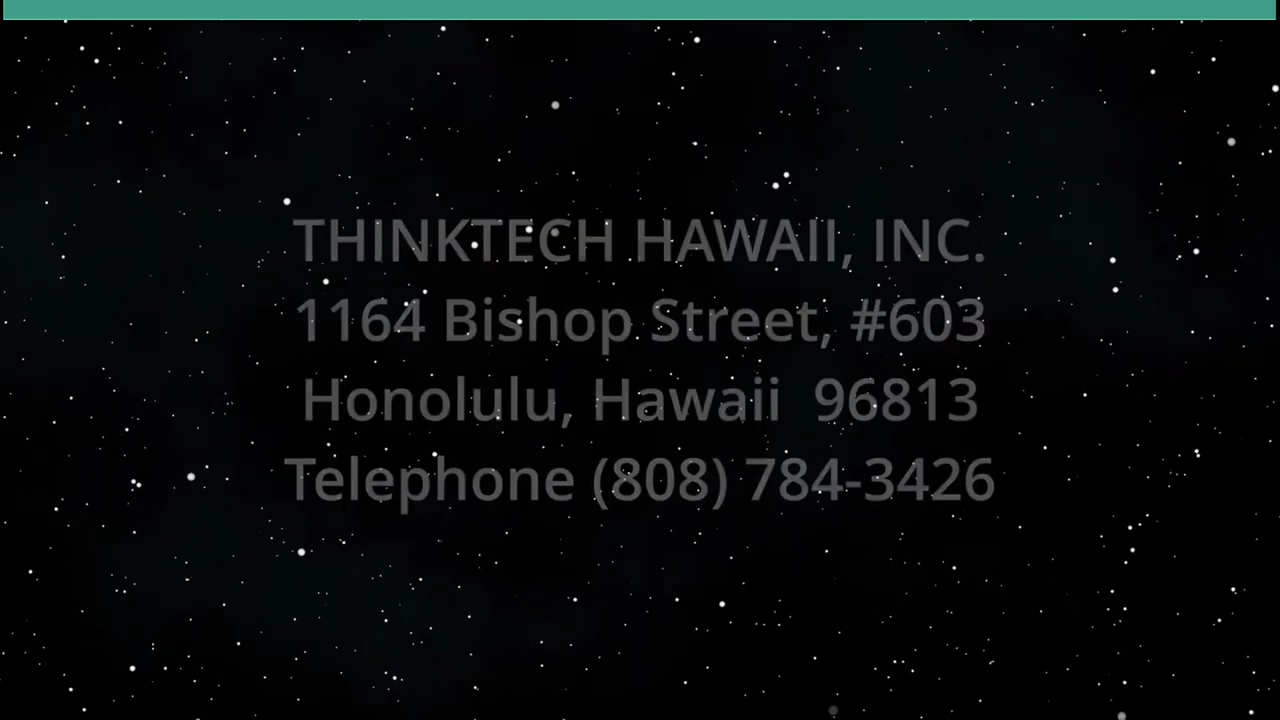 THINKTECH HAWAII, INC.
1164 Bishop Street, #603
Honolulu, Hawaii  96813
Telephone (808) 784-3426